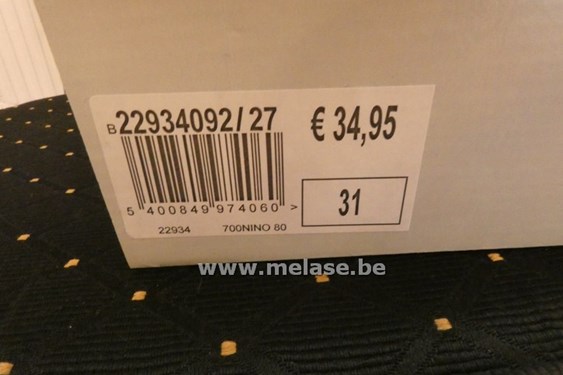 B22934092/27
€ 34,95
5 400849 974060 >
31
22934 700NINO 80
www.melase.be